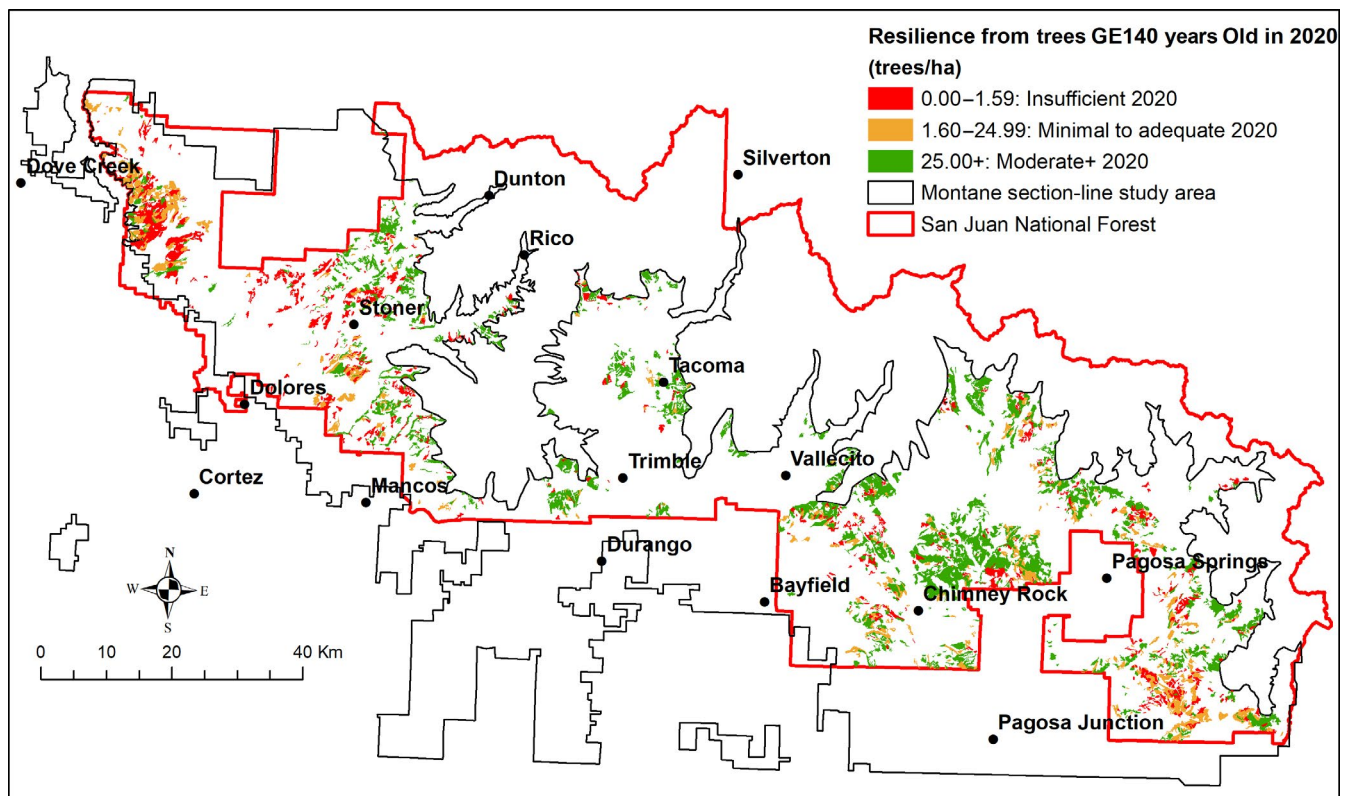 Resilience from trees GE140 years Old in 2020
(trees/ha)
0.00–1.59: Insufficient 2020
1.60–24.99: Minimal to adequate 2020
25.00+: Moderate+ 2020
Montane section-line study area
San Juan National Forest
Dove Creek
Silverton
Dunton
Rico
Stoner
Tacoma
Dolores
Cortez
Mancos
Trimble
Vallecito
Durango
Bayfield
Chimney Rock
Pagosa Springs
Pagosa Junction
N
W E
S
0 10 20 40 Km